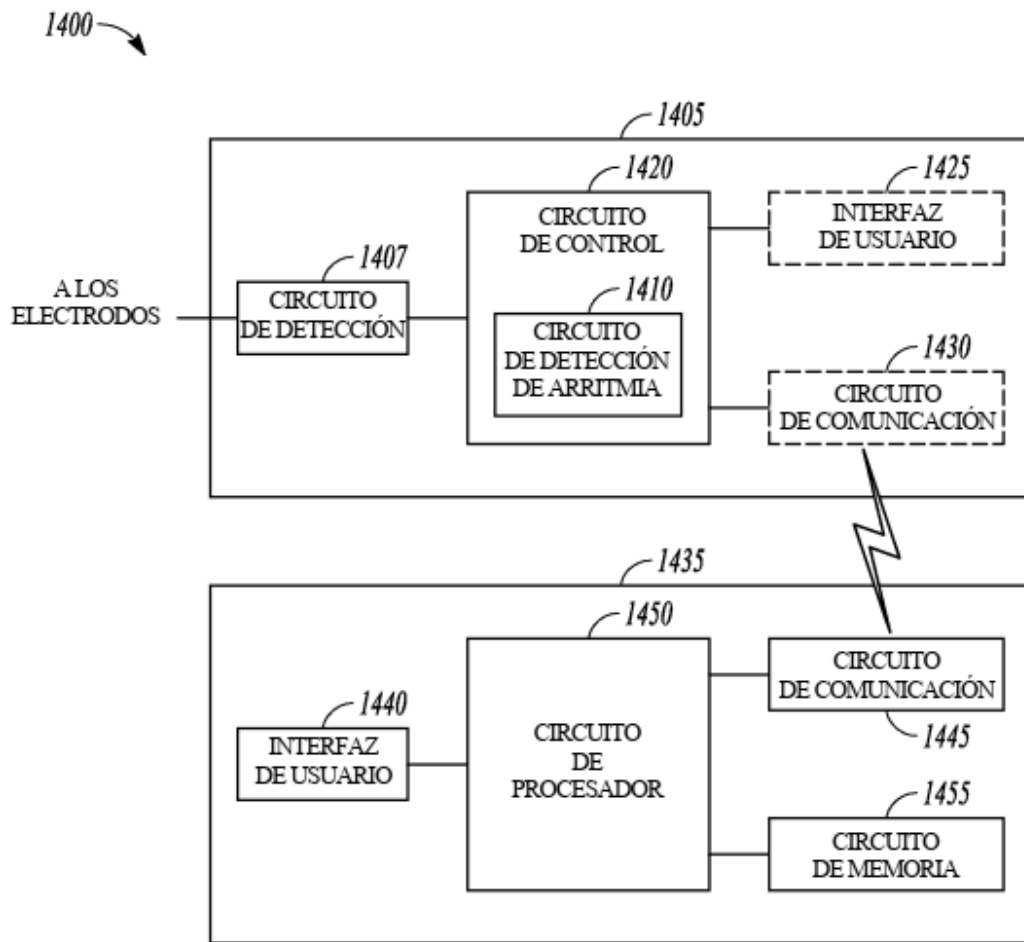 1400
1405
1420
1425
CIRCUITO
DE CONTROL
INTERFAZ
DE USUARIO
1407
1410
A LOS
ELECTRODOS
CIRCUITO
DE DETECCIÓN
CIRCUITO
DE DETECCIÓN
DE ARRITMIA
1430
CIRCUITO
DE COMUNICACIÓN
1435
1450
CIRCUITO
DE COMUNICACIÓN
1445
1440
INTERFAZ
DE USUARIO
CIRCUITO
DE
PROCESADOR
1455
CIRCUITO
DE MEMORIA